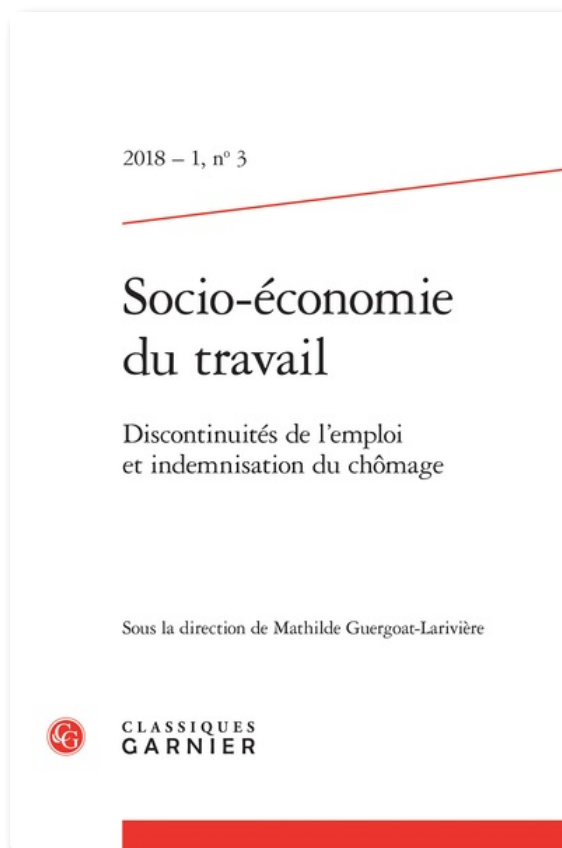 2018 – 1, nº 3
Socio-économie
du travail
Discontinuités de l'emploi
et indemnisation du chômage
Sous la direction de Mathilde Guergoat-Larivière
CG
CLASSIQUES
GARNIER